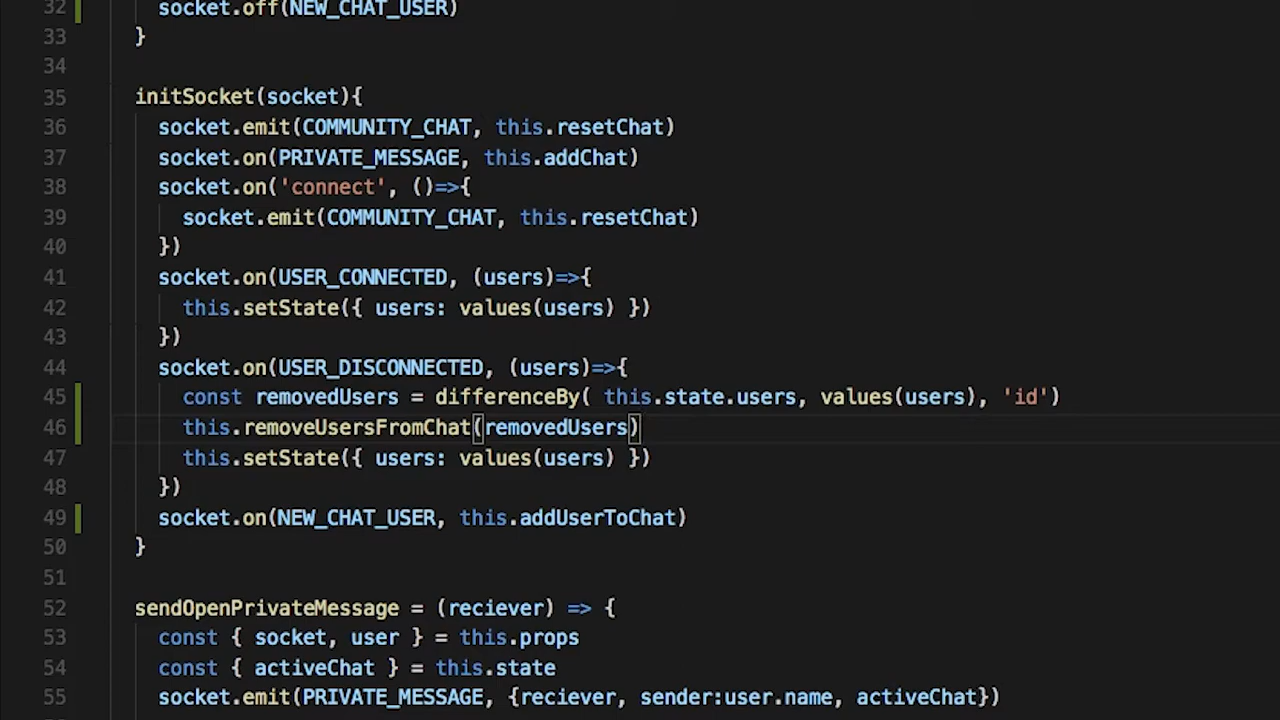 32 socket.off(NEW_CHAT_USER)
33 }
34
35 initSocket(socket){
36 socket.emit(COMMUNITY_CHAT, this.resetChat)
37 socket.on(PRIVATE_MESSAGE, this.addChat)
38 socket.on('connect', ()=>{
39 socket.emit(COMMUNITY_CHAT, this.resetChat)
40 })
41 socket.on(USER_CONNECTED, (users)=>{
42 this.setState({ users: values(users) })
43 })
44 socket.on(USER_DISCONNECTED, (users)=>{
45 const removedUsers = differenceBy( this.state.users, values(users), 'id')
46 this.removeUsersFromChat(removedUsers)
47 this.setState({ users: values(users) })
48 })
49 socket.on(NEW_CHAT_USER, this.addUserToChat)
50 }
51
52 sendOpenPrivateMessage = (reciever) => {
53 const { socket, user } = this.props
54 const { activeChat } = this.state
55 socket.emit(PRIVATE_MESSAGE, {reciever, sender:user.name, activeChat})